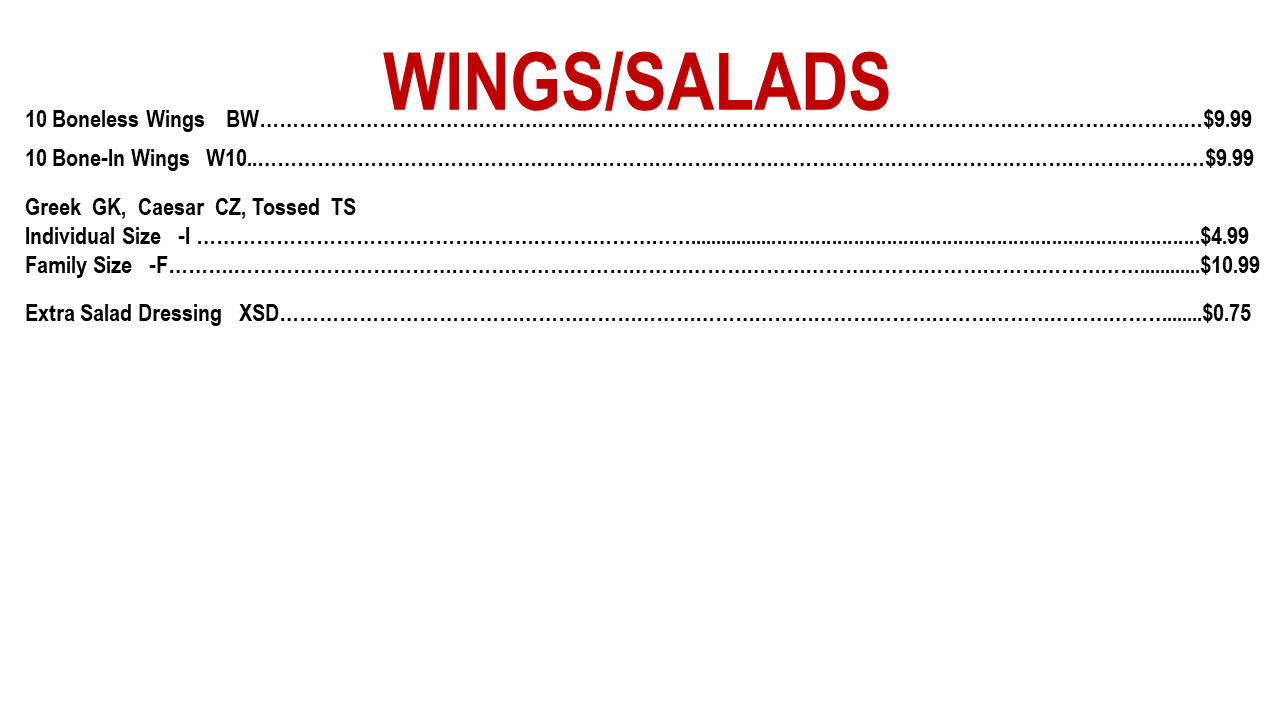 WINGS/SALADS
10 Boneless Wings BW……………………………………………..…………………………………………………………………………………$9.99
10 Bone-In Wings W10..……………………………………………………………………………………………………………………………$9.99
Greek GK, Caesar CZ, Tossed TS
Individual Size -I …………………………………………………………………......................................................................................$4.99
Family Size -F…………………………………………………………………………………………………………………………………...........$10.99
Extra Salad Dressing XSD……………………………………………………………………………………………………………………….......$0.75